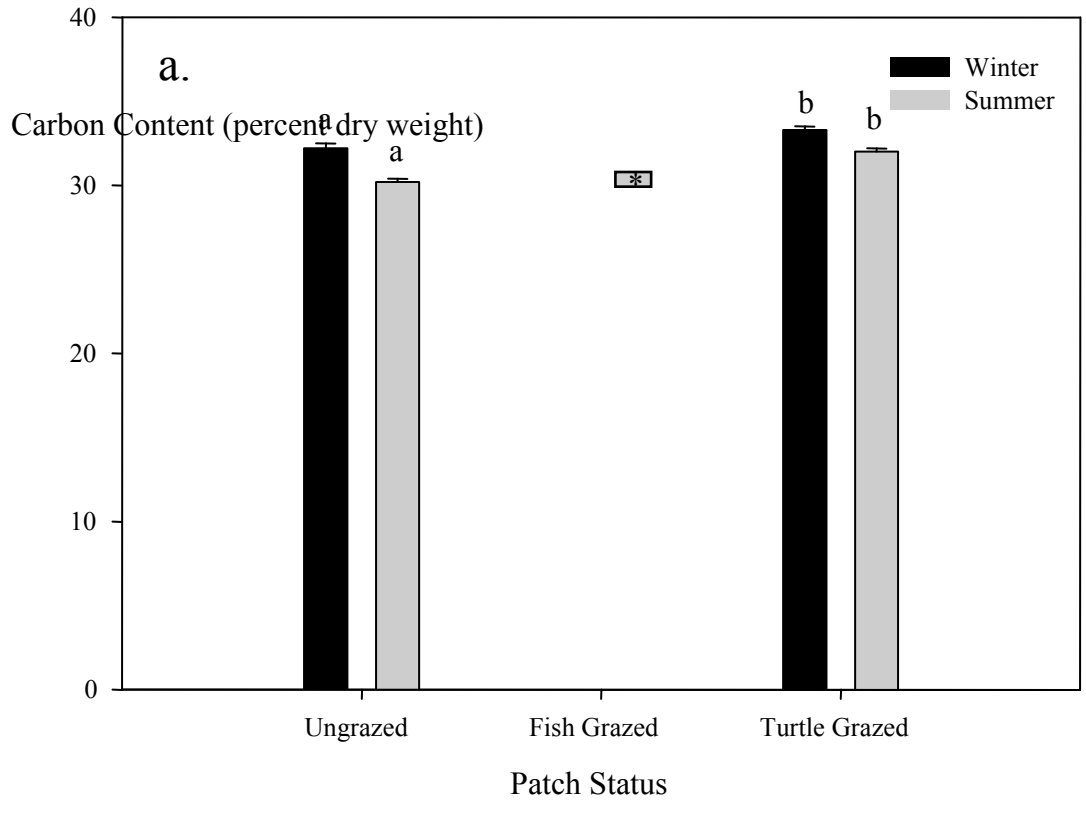 40
a.
Winter
Summer
Carbon Content (percent dry weight)
a
a
b
b
30
*
20
10
0
Ungrazed
Fish Grazed
Turtle Grazed
Patch Status